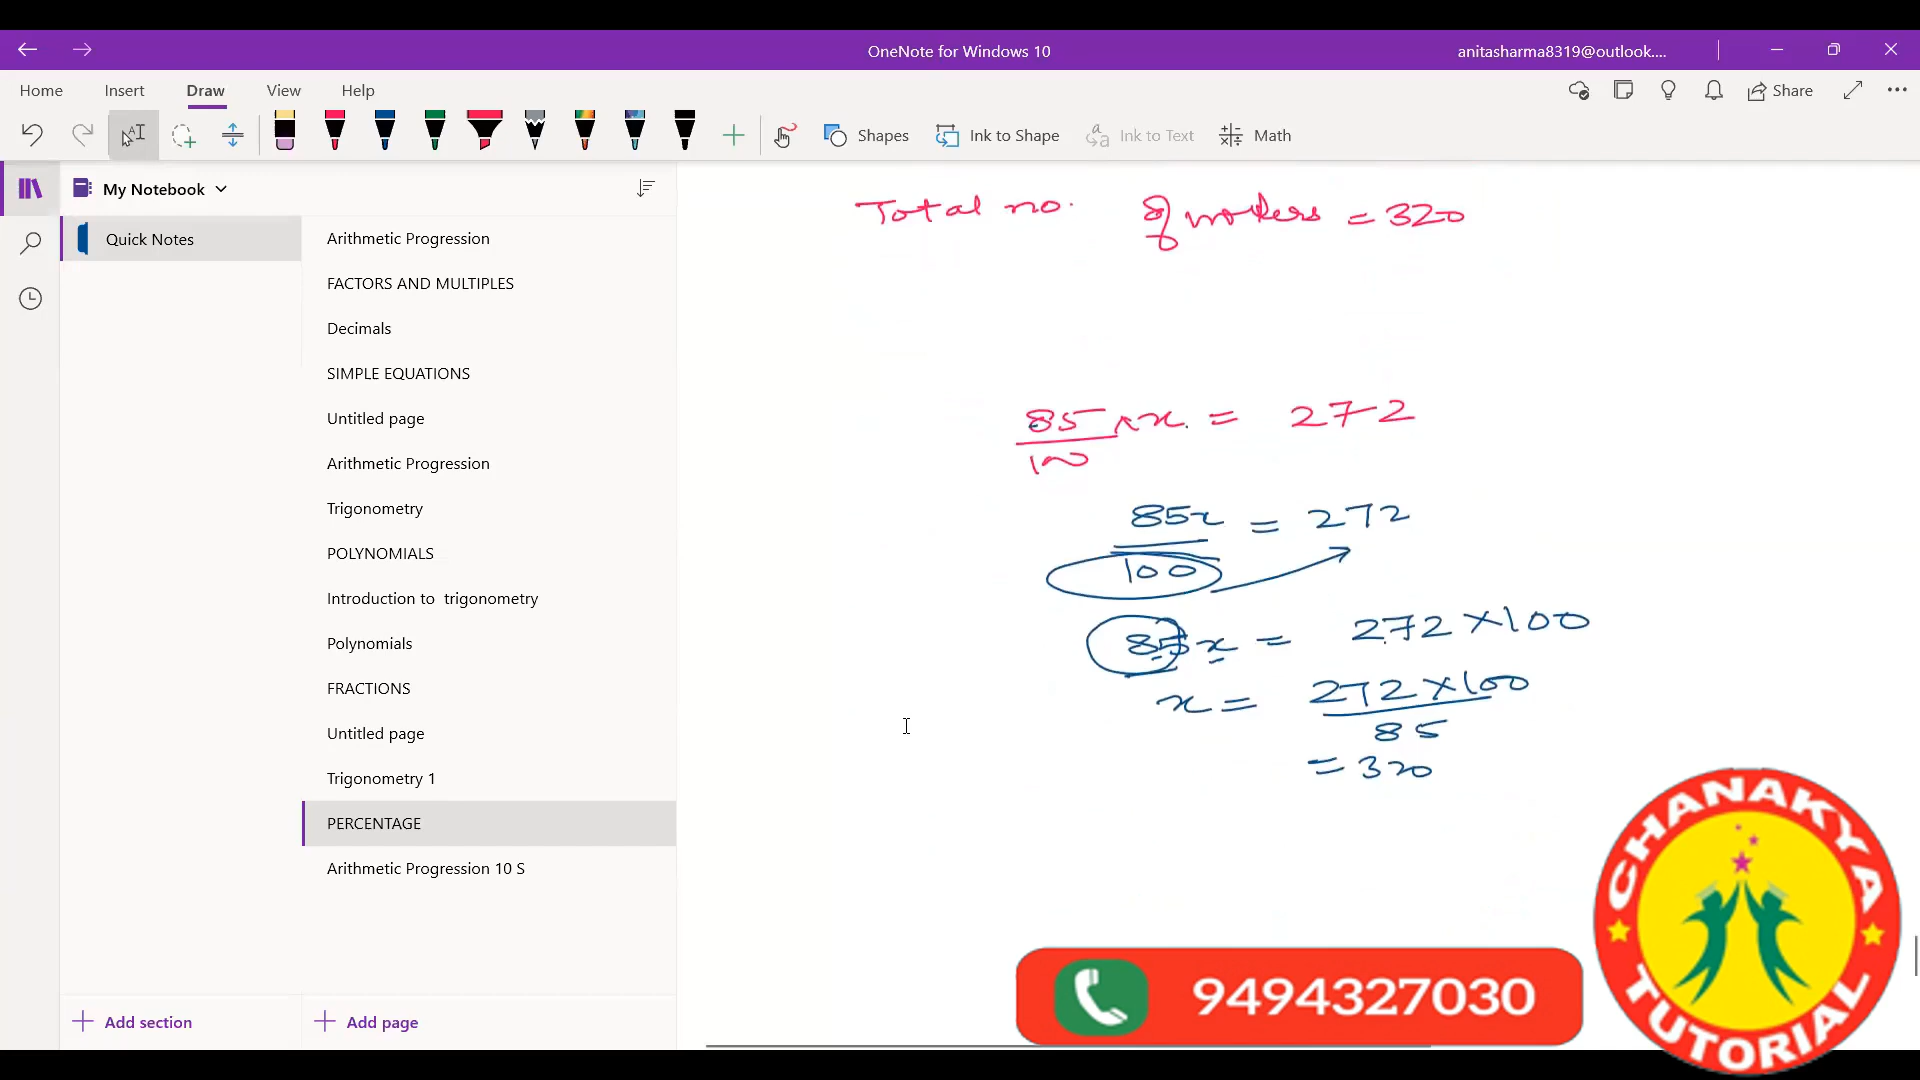 OneNote for Windows 10
anitasharma8319@outlook....
Home Insert Draw View Help
Share
Shapes Ink to Shape Ink to Text Math
My Notebook
Quick Notes
Arithmetic Progression
FACTORS AND MULTIPLES
Decimals
SIMPLE EQUATIONS
Untitled page
Arithmetic Progression
Trigonometry
POLYNOMIALS
Introduction to trigonometry
Polynomials
FRACTIONS
Untitled page
Trigonometry 1
PERCENTAGE
Arithmetic Progression 10 S
Add section
Add page
Total no. of = 320
85/100 × x = 272
85x/100 = 272
85x = 272 × 100
x = 272 × 100/85
= 320
9494327030
CHANAKYA
TUTORIAL